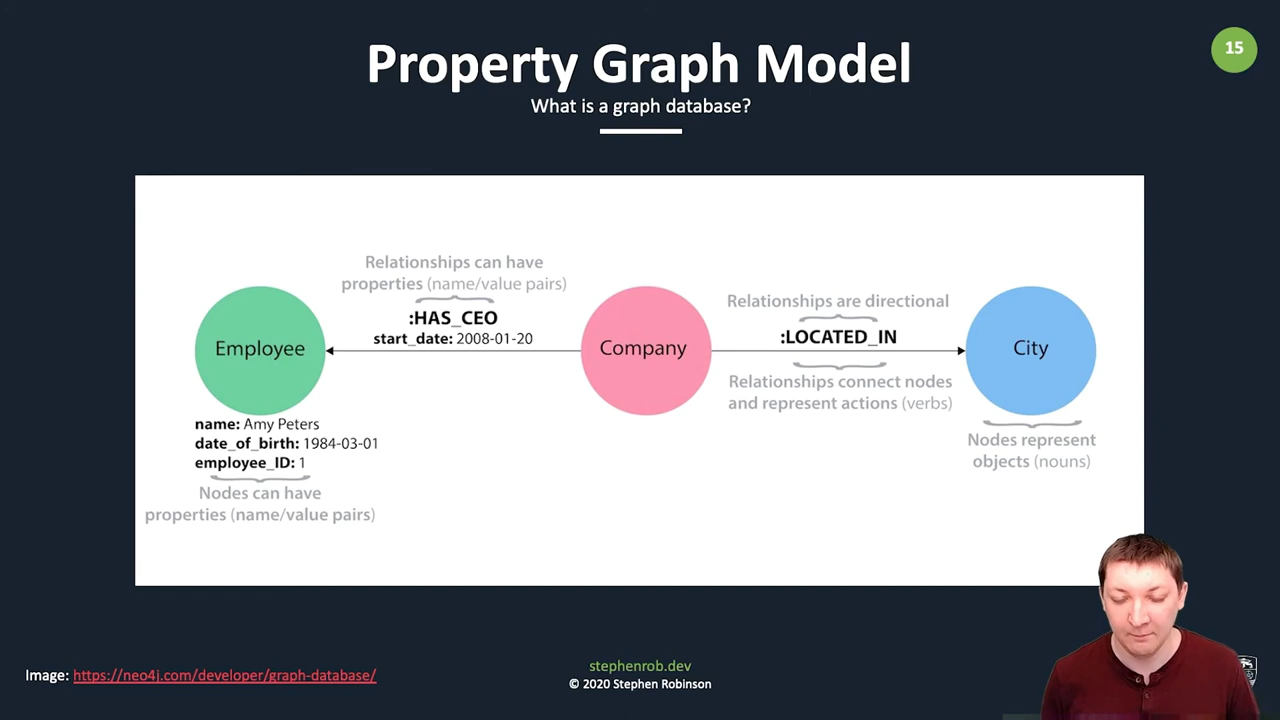 Property Graph Model
15
What is a graph database?
Relationships can have
properties (name/value pairs)
:HAS_CEO
start_date: 2008-01-20
Employee
name: Amy Peters
date_of_birth: 1984-03-01
employee_ID: 1
Nodes can have
properties (name/value pairs)
Company
Relationships are directional
:LOCATED_IN
Relationships connect nodes
and represent actions (verbs)
City
Nodes represent
objects (nouns)
Image: https://neo4j.com/developer/graph-database/
stephenrob.dev
© 2020 Stephen Robinson